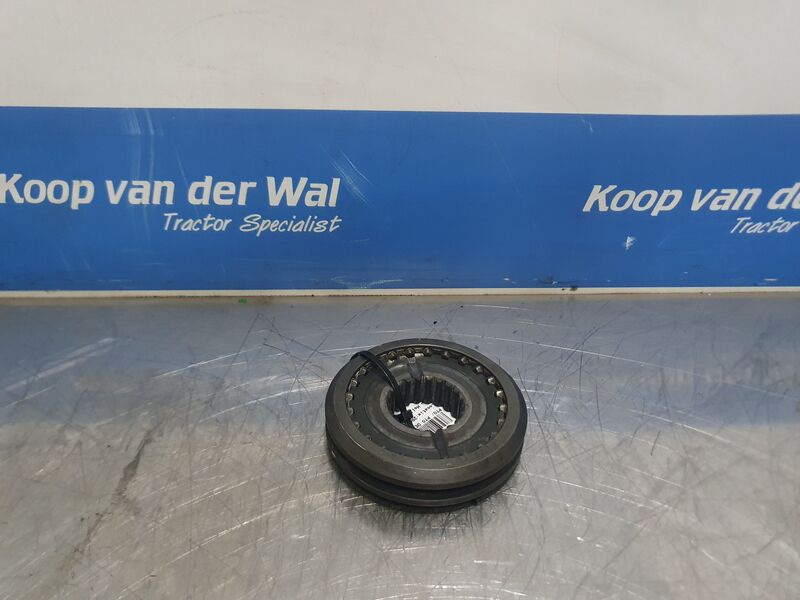 Koop van der Wal
Tractor Specialist
Koop van de
Tractor